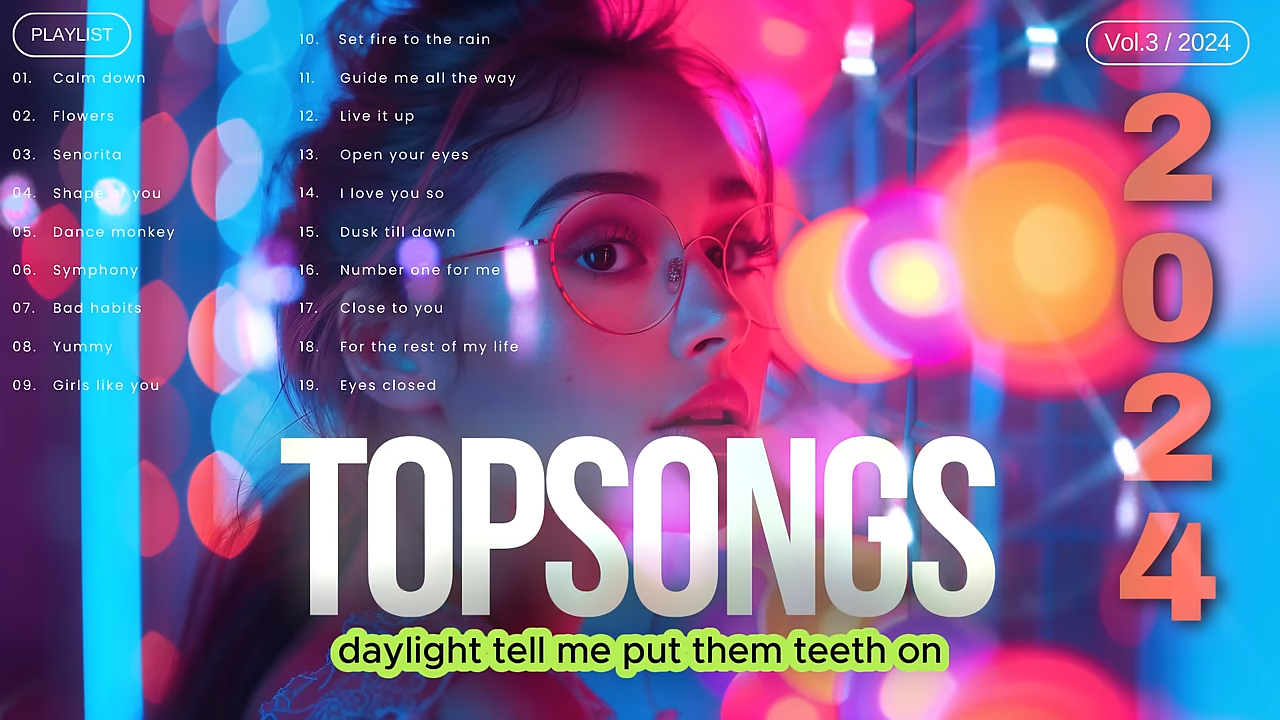 PLAYLIST
01. Calm down
02. Flowers
03. Senorita
04. Shape of you
05. Dance monkey
06. Symphony
07. Bad habits
08. Yummy
09. Girls like you
10. Set fire to the rain
11. Guide me all the way
12. Live it up
13. Open your eyes
14. I love you so
15. Dusk till dawn
16. Number one for me
17. Close to you
18. For the rest of my life
19. Eyes closed
Vol.3 / 2024
2024
TOPSONGS
daylight tell me put them teeth on